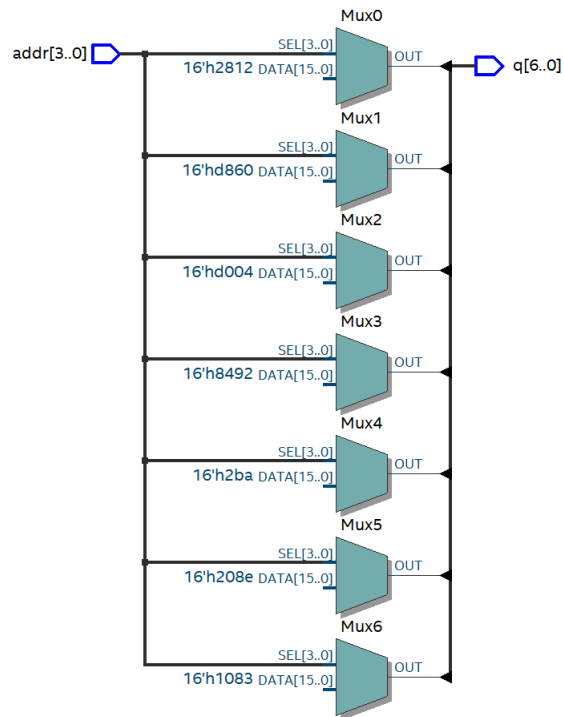 Mux0
addr[3..0]
SEL[3..0]
16'h2812 DATA[15..0]
OUT
q[6..0]
Mux1
SEL[3..0]
16'hd860 DATA[15..0]
OUT
Mux2
SEL[3..0]
16'hd004 DATA[15..0]
OUT
Mux3
SEL[3..0]
16'h8492 DATA[15..0]
OUT
Mux4
SEL[3..0]
16'h2ba DATA[15..0]
OUT
Mux5
SEL[3..0]
16'h208e DATA[15..0]
OUT
Mux6
SEL[3..0]
16'h1083 DATA[15..0]
OUT